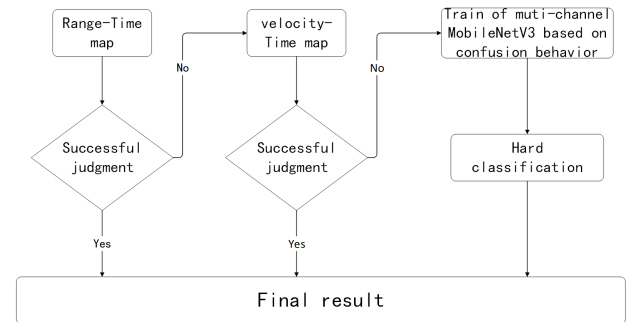 Range-Time
map
velocity-
Time map
Train of muti-channel
MobileNetV3 based on
confusion behavior
No
No
Successful
judgment
Successful
judgment
Hard
classification
Yes
Yes
Final result